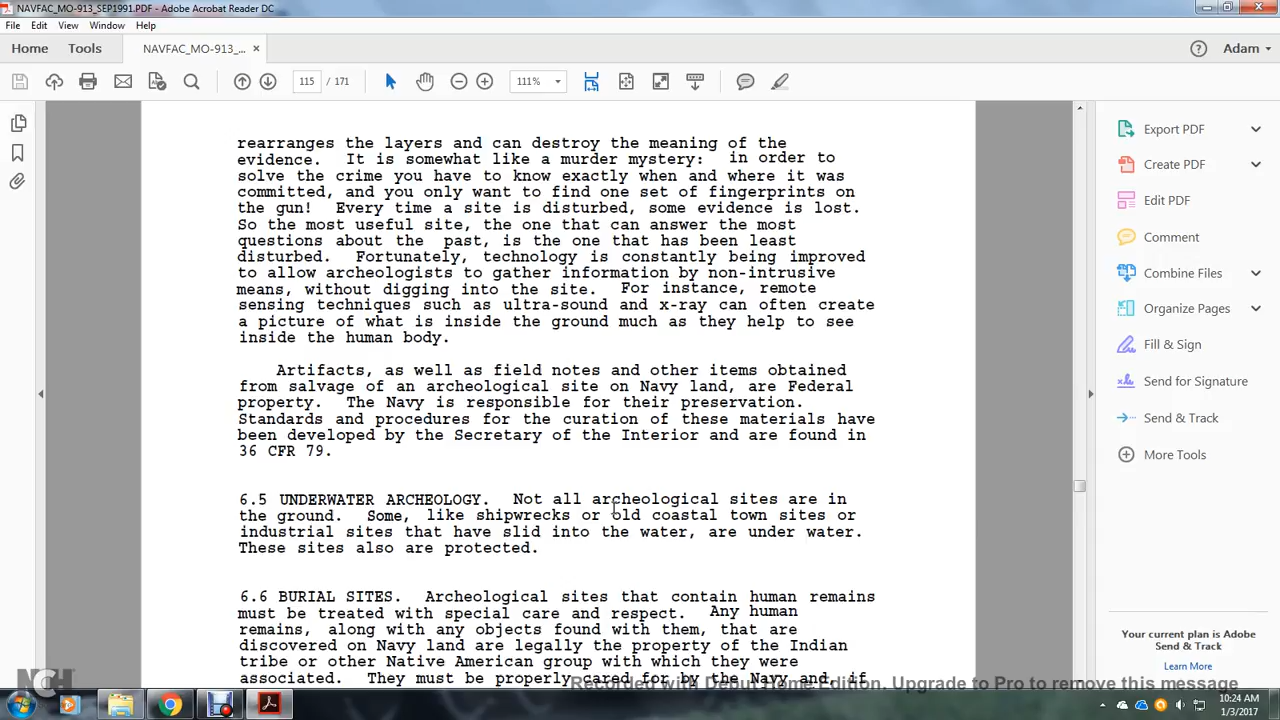 NAVFAC_MO-913_SEP1991.PDF - Adobe Acrobat Reader DC
File Edit View Window Help
Home Tools NAVFAC_MO-913_... × Adam
115 / 171 111%
rearranges the layers and can destroy the meaning of the
evidence. It is somewhat like a murder mystery: in order to
solve the crime you have to know exactly when and where it was
committed, and you only want to find one set of fingerprints on
the gun! Every time a site is disturbed, some evidence is lost.
So the most useful site, the one that can answer the most
questions about the past, is the one that has been least
disturbed. Fortunately, technology is constantly being improved
to allow archeologists to gather information by non-intrusive
means, without digging into the site. For instance, remote
sensing techniques such as ultra-sound and x-ray can often create
a picture of what is inside the ground much as they help to see
inside the human body.
Artifacts, as well as field notes and other items obtained
from salvage of an archeological site on Navy land, are Federal
property. The Navy is responsible for their preservation.
Standards and procedures for the curation of these materials have
been developed by the Secretary of the Interior and are found in
36 CFR 79.
6.5 UNDERWATER ARCHEOLOGY. Not all archeological sites are in
the ground. Some, like shipwrecks or old coastal town sites or
industrial sites that have slid into the water, are under water.
These sites also are protected.
6.6 BURIAL SITES. Archeological sites that contain human remains
must be treated with special care and respect. Any human
remains, along with any objects found with them, that are
discovered on Navy land are legally the property of the Indian
tribe or other Native American group with which they were
associated. They must be properly cared for by the Navy and, if
Export PDF
Create PDF
Edit PDF
Comment
Combine Files
Organize Pages
Fill & Sign
Send for Signature
Send & Track
More Tools
Your current plan is Adobe
Send & Track
Learn More
NCH
Recorded with Debut Home Edition. Upgrade to Pro to remove this message
10:24 AM
1/3/2017